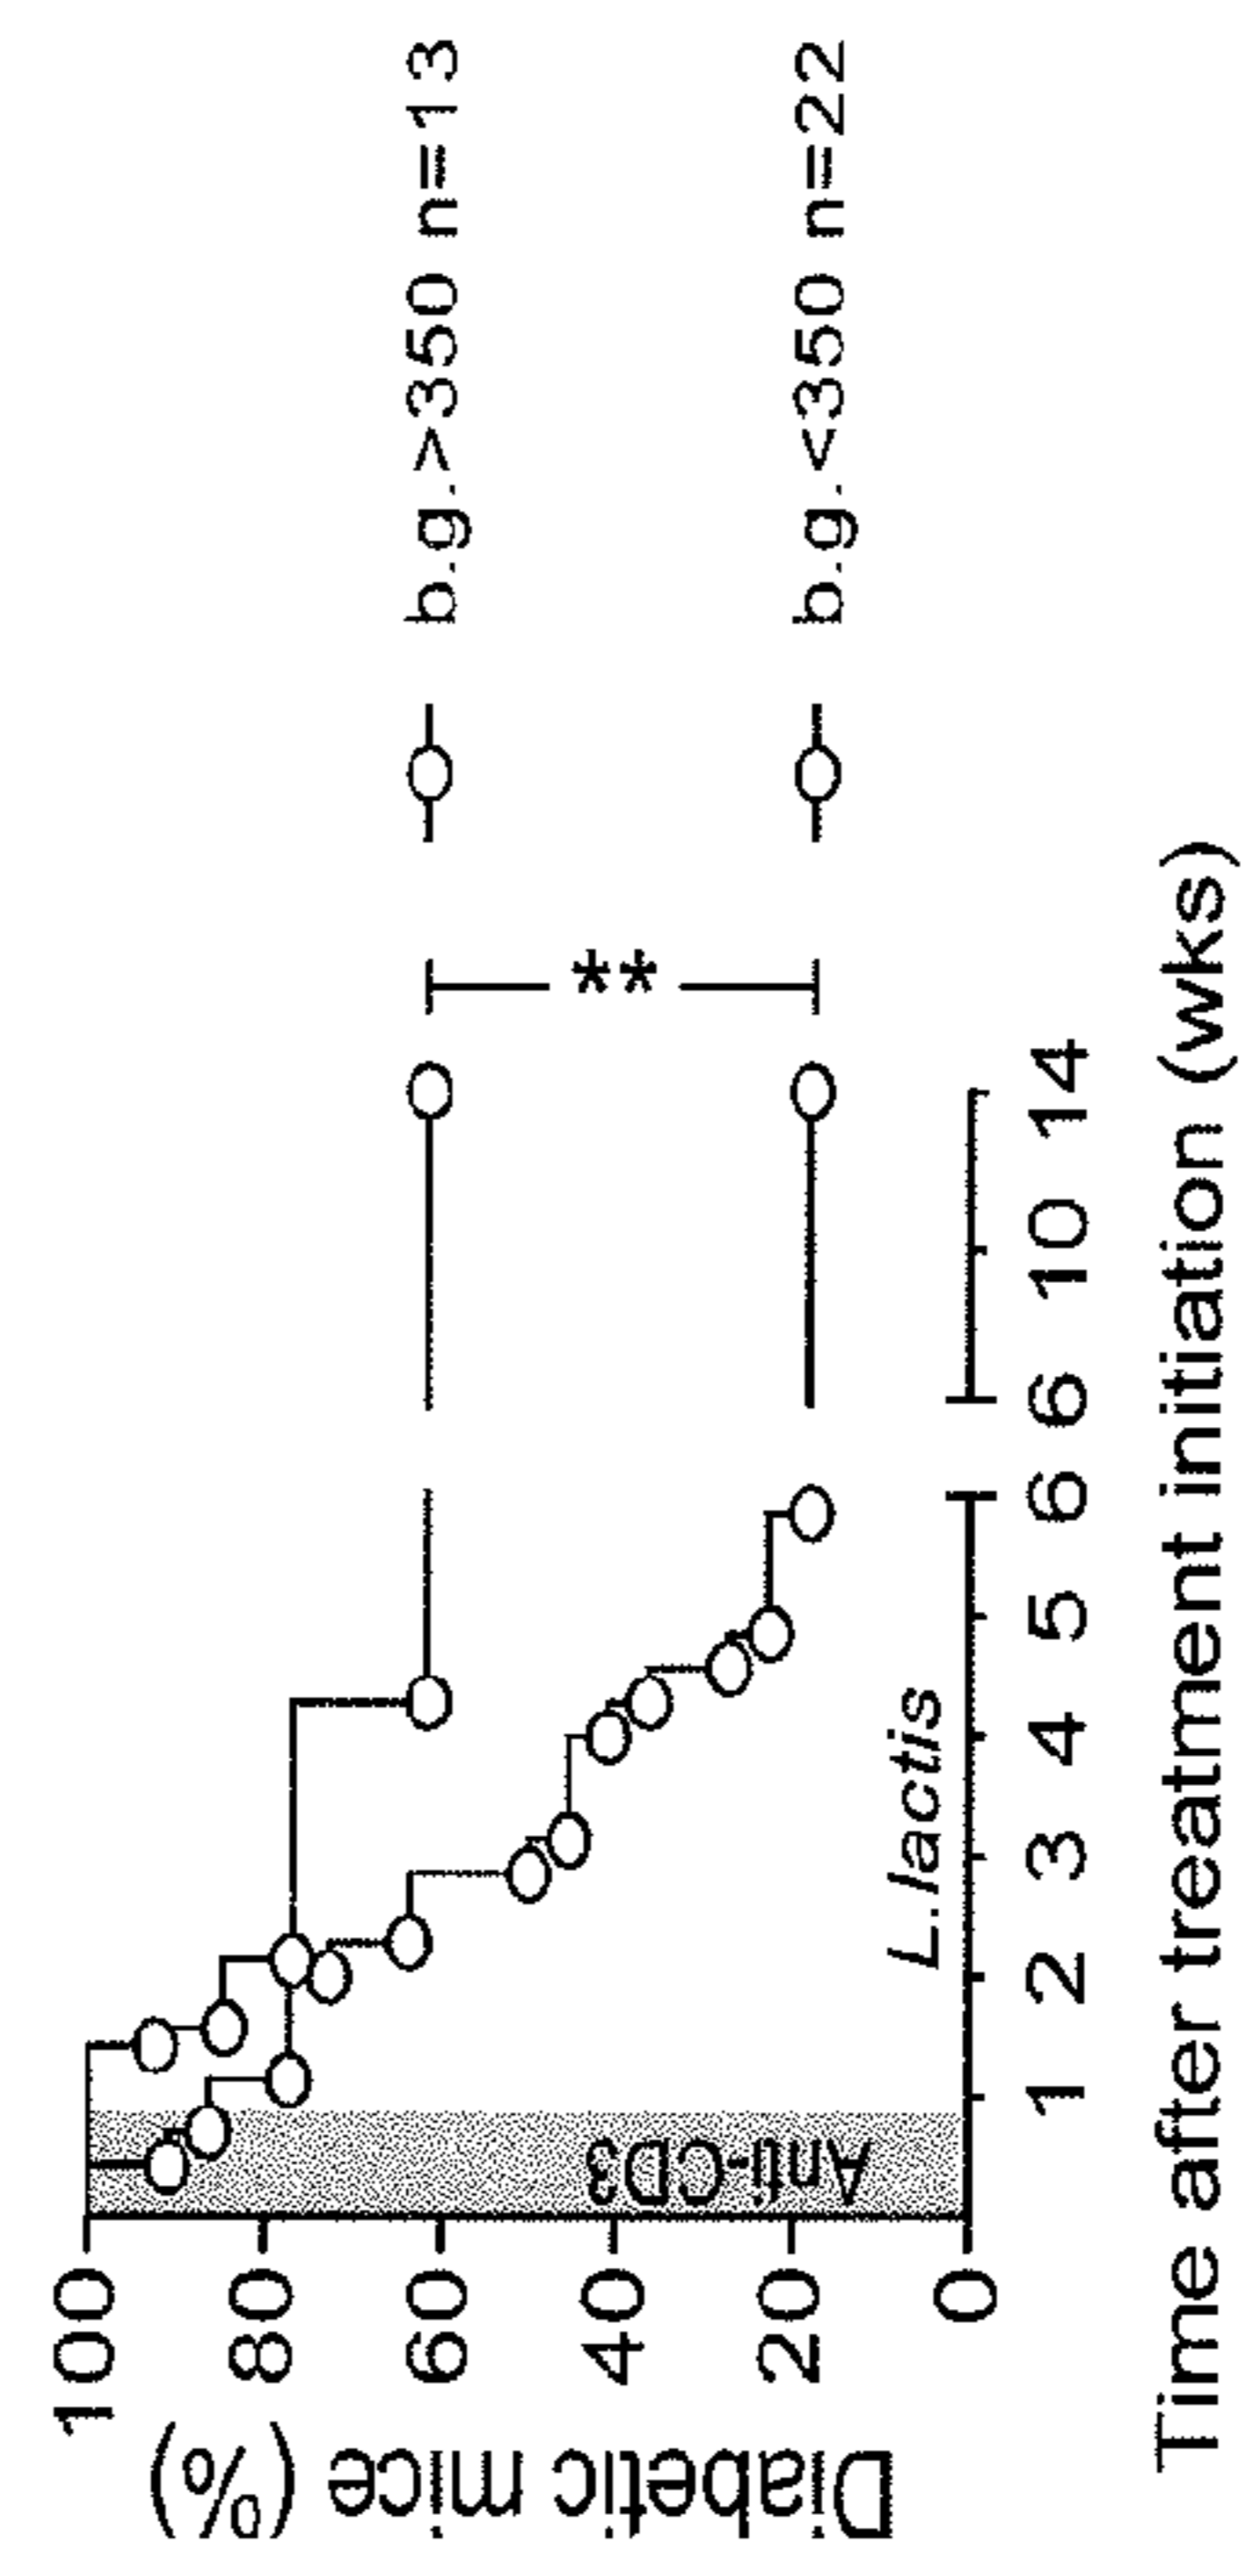 Diabetic mice (%)
100
80
60
40
20
0
Anti-CD3
L.lactis
1 2 3 4 5 6 6 10 14
Time after treatment initiation (wks)
**
b.g.>350 n=13
b.g.<350 n=22